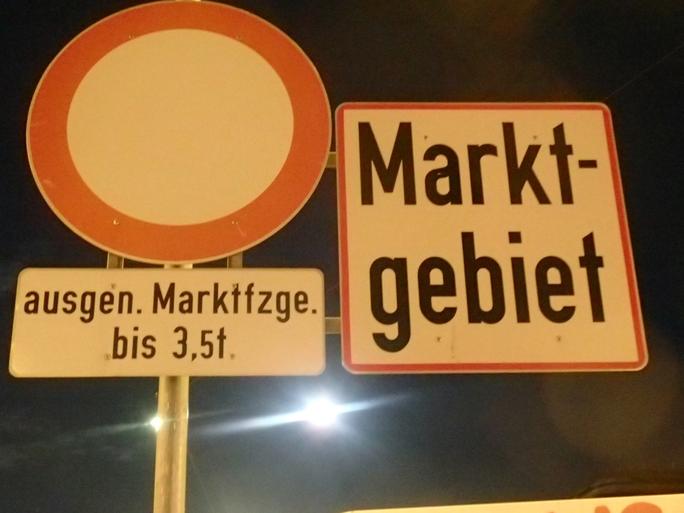 Markt-
gebiet
ausgen. Marktfzge.
bis 3,5t